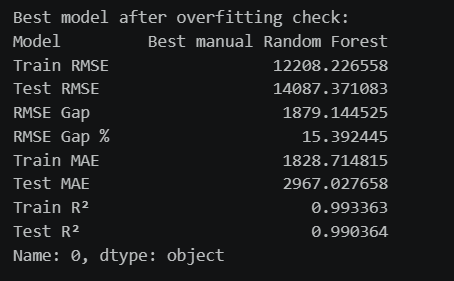 Best model after overfitting check:
Model         Best manual Random Forest
Train RMSE                 12208.226558
Test RMSE                  14087.371083
RMSE Gap                    1879.144525
RMSE Gap %                    15.392445
Train MAE                   1828.714815
Test MAE                    2967.027658
Train R²                       0.993363
Test R²                        0.990364
Name: 0, dtype: object